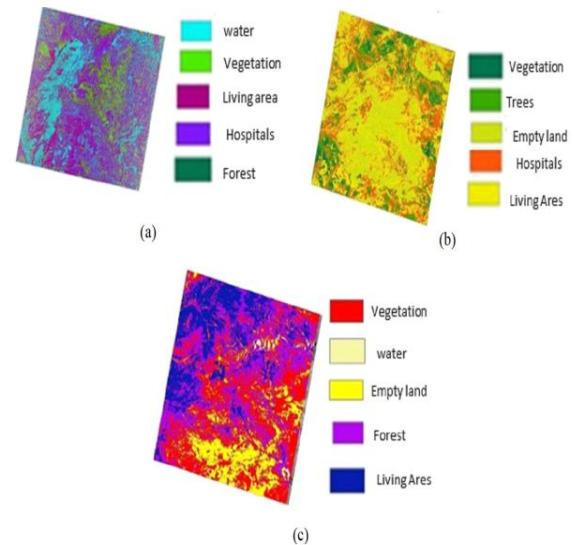 water
Vegetation
Living area
Hospitals
Forest
(a)
Vegetation
Trees
Empty land
Hospitals
Living Ares
(b)
Vegetation
water
Empty land
Forest
Living Ares
(c)